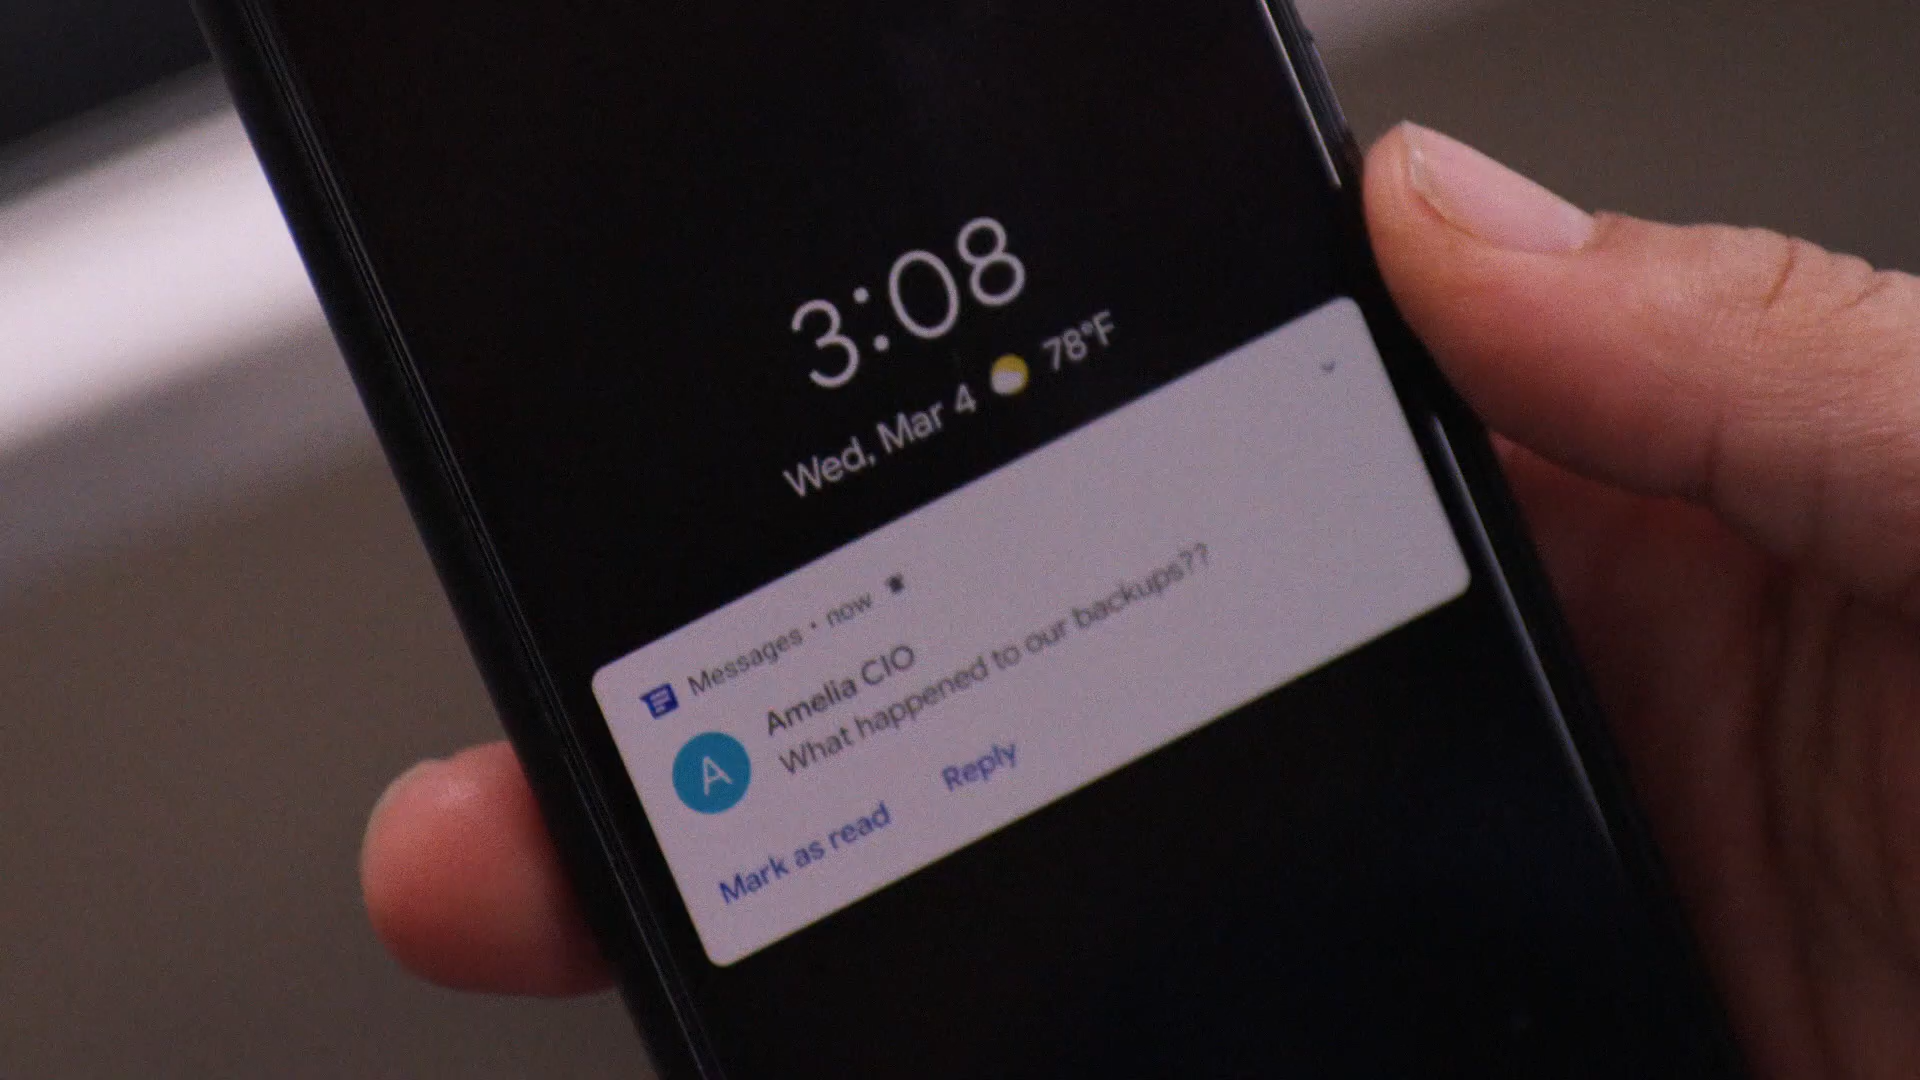 3:08
Wed, Mar 4 78°F
Messages • now
Amelia CIO
What happened to our backups??
A
Mark as read Reply